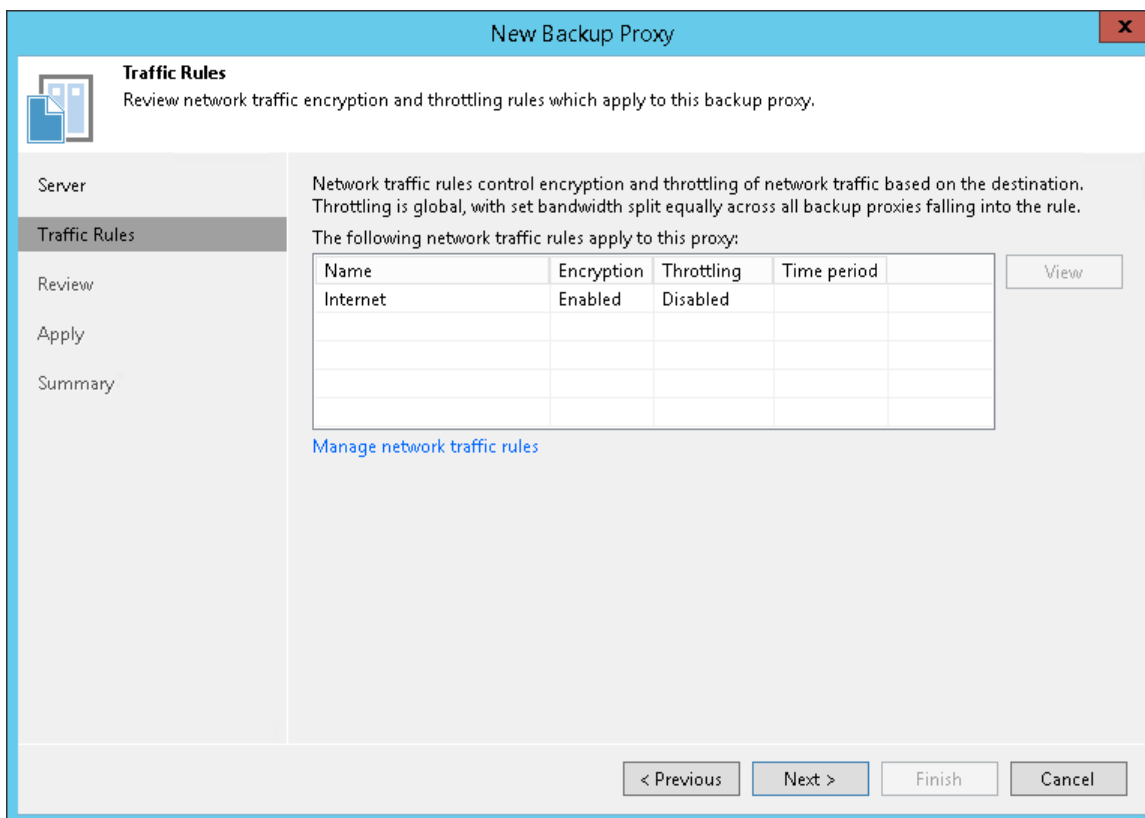 New Backup Proxy
x
Traffic Rules
Review network traffic encryption and throttling rules which apply to this backup proxy.
Server
Traffic Rules
Review
Apply
Summary
Network traffic rules control encryption and throttling of network traffic based on the destination.
Throttling is global, with set bandwidth split equally across all backup proxies falling into the rule.
The following network traffic rules apply to this proxy:
Name Encryption Throttling Time period
Internet Enabled Disabled
View
Manage network traffic rules
< Previous Next > Finish Cancel